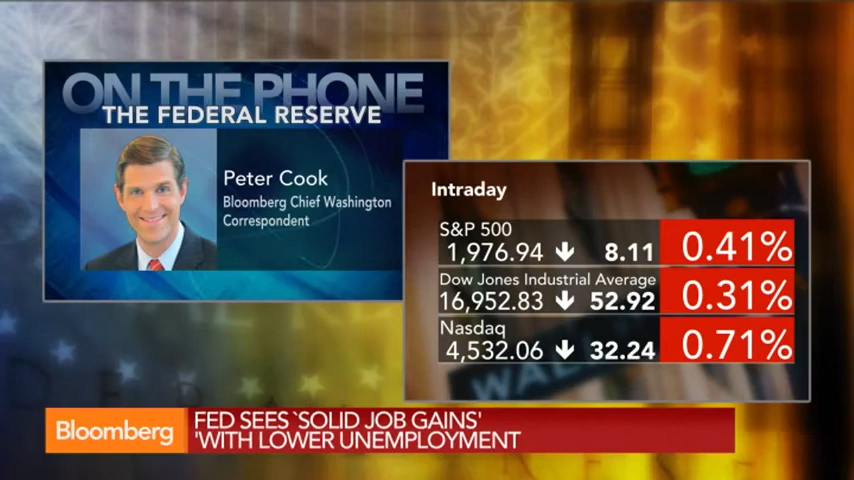 ON THE PHONE
THE FEDERAL RESERVE
Peter Cook
Bloomberg Chief Washington
Correspondent
Intraday
S&P 500
1,976.94 ↓ 8.11 0.41%
Dow Jones Industrial Average
16,952.83 ↓ 52.92 0.31%
Nasdaq
4,532.06 ↓ 32.24 0.71%
WALL
Bloomberg
FED SEES `SOLID JOB GAINS'
'WITH LOWER UNEMPLOYMENT